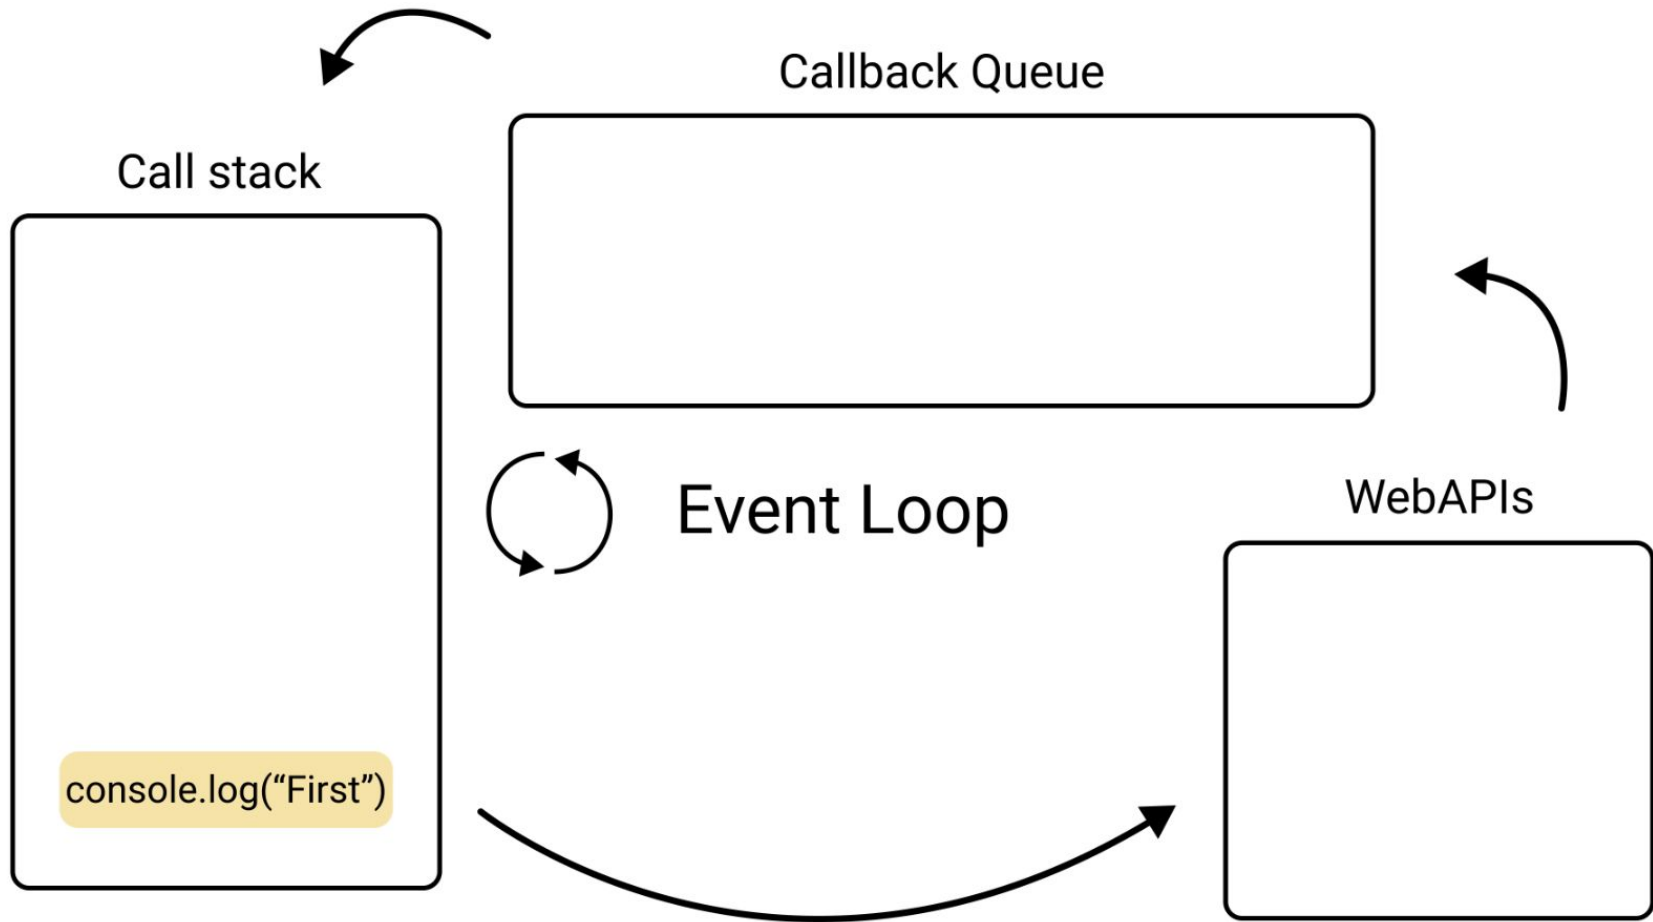 Callback Queue
Call stack
Event Loop
WebAPIs
console.log(“First”)